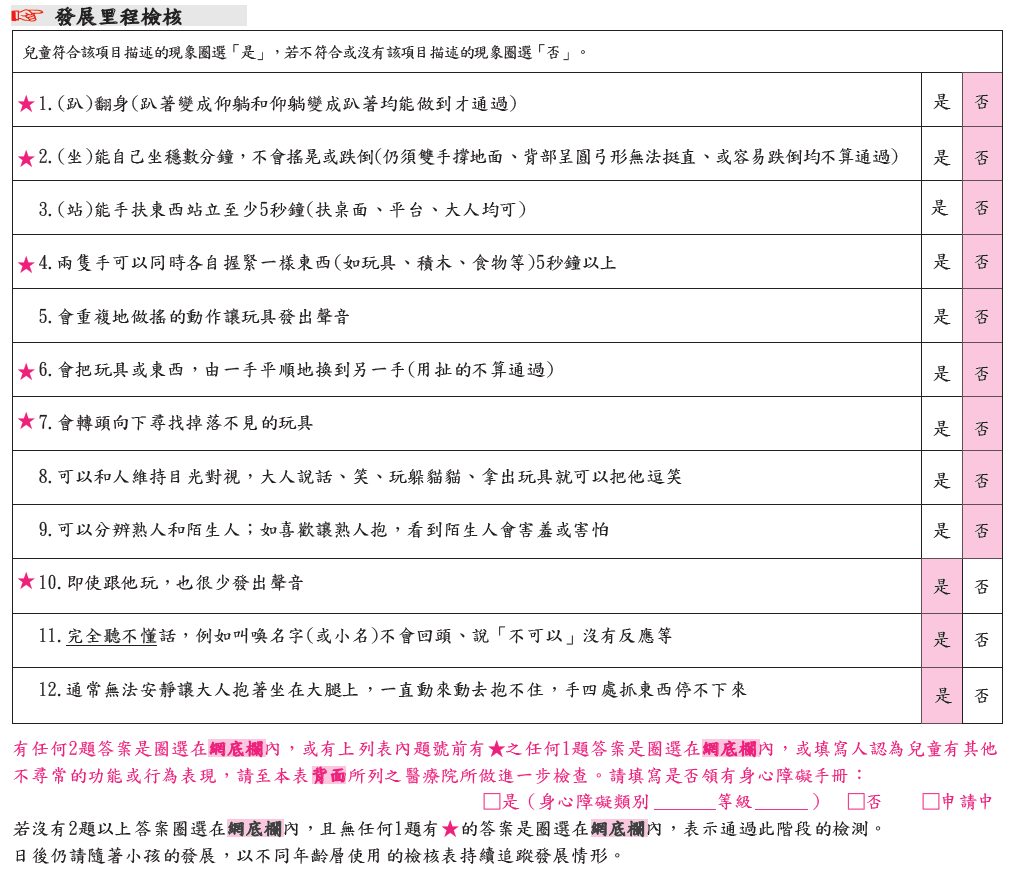 發展里程檢核
兒童符合該項目描述的現象圈選「是」,若不符合或沒有該項目描述的現象圈選「否」。
★1.(趴)翻身(趴著變成仰躺和仰躺變成趴著均能做到才通過) 是 否
★2.(坐)能自己坐穩數分鐘,不會搖晃或跌倒(仍須雙手撐地面、背部呈圓弓形無法挺直、或容易跌倒均不算通過) 是 否
3.(站)能手扶東西站立至少5秒鐘(扶桌面、平台、大人均可) 是 否
★4.兩隻手可以同時各自握緊一樣東西(如玩具、積木、食物等)5秒鐘以上 是 否
5.會重複地做搖的動作讓玩具發出聲音 是 否
★6.會把玩具或東西,由一手平順地換到另一手(用扯的不算通過) 是 否
★7.會轉頭向下尋找掉落不見的玩具 是 否
8.可以和人維持目光對視,大人說話、笑、玩躲貓貓、拿出玩具就可以把他逗笑 是 否
9.可以分辨熟人和陌生人;如喜歡讓熟人抱,看到陌生人會害羞或害怕 是 否
★10.即使跟他玩,也很少發出聲音 是 否
11.完全聽不懂話,例如叫喚名字(或小名)不會回頭、說「不可以」沒有反應等 是 否
12.通常無法安靜讓大人抱著坐在大腿上,一直動來動去抱不住,手四處抓東西停不下來 是 否
有任何2題答案是圈選在網底欄內,或有上列表內題號前有★之任何1題答案是圈選在網底欄內,或填寫人認為兒童有其他
不尋常的功能或行為表現,請至本表背面所列之醫療院所做進一步檢查。請填寫是否領有身心障礙手冊:
□是(身心障礙類別______等級_____) □否 □申請中
若沒有2題以上答案圈選在網底欄內,且無任何1題有★的答案是圈選在網底欄內,表示通過此階段的檢測。
日後仍請隨著小孩的發展,以不同年齡層使用的檢核表持續追蹤發展情形。